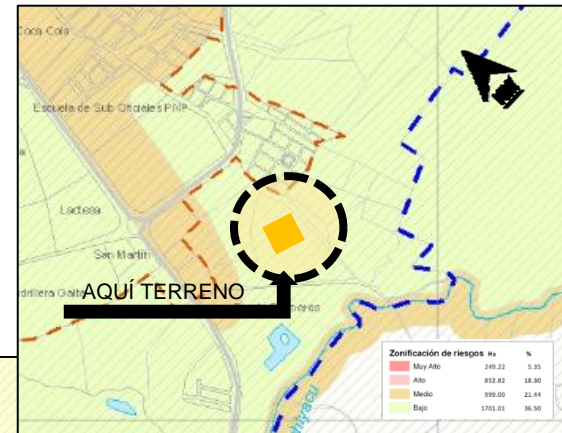 Coca Cola
Escuela de Sub Oficiales PNP
Lactesa
San Martín
AQUÍ TERRENO
Zonificación de riesgos Ha %
Muy Alto 249.22 5.35
Alto 852.82 18.30
Medio 999.00 21.44
Bajo 1701.01 36.50